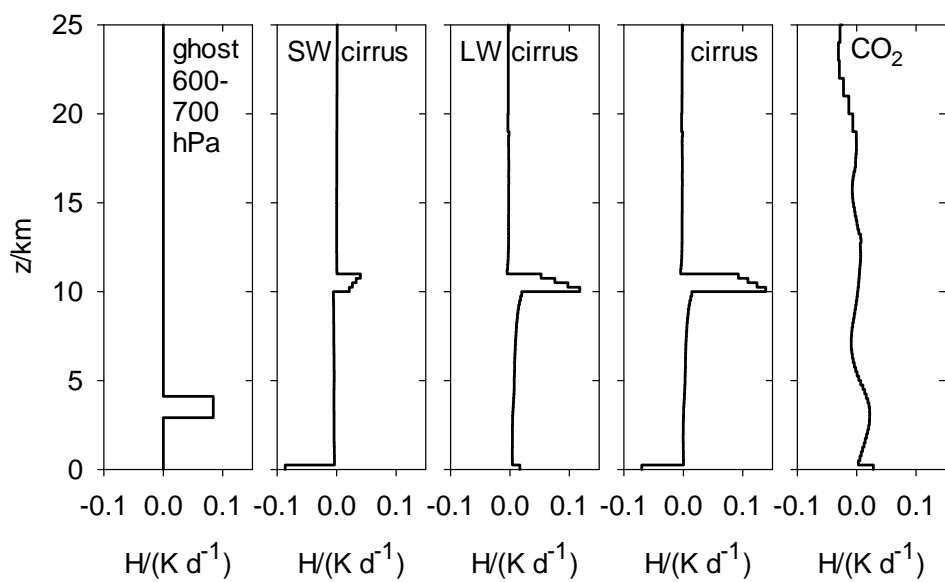 ghost
600-
700
hPa
SW cirrus
LW cirrus
cirrus
CO₂
z/km
25
20
15
10
5
0
-0.1 0.0 0.1
-0.1 0.0 0.1
-0.1 0.0 0.1
-0.1 0.0 0.1
-0.1 0.0 0.1
H/(K d⁻¹)
H/(K d⁻¹)
H/(K d⁻¹)
H/(K d⁻¹)
H/(K d⁻¹)